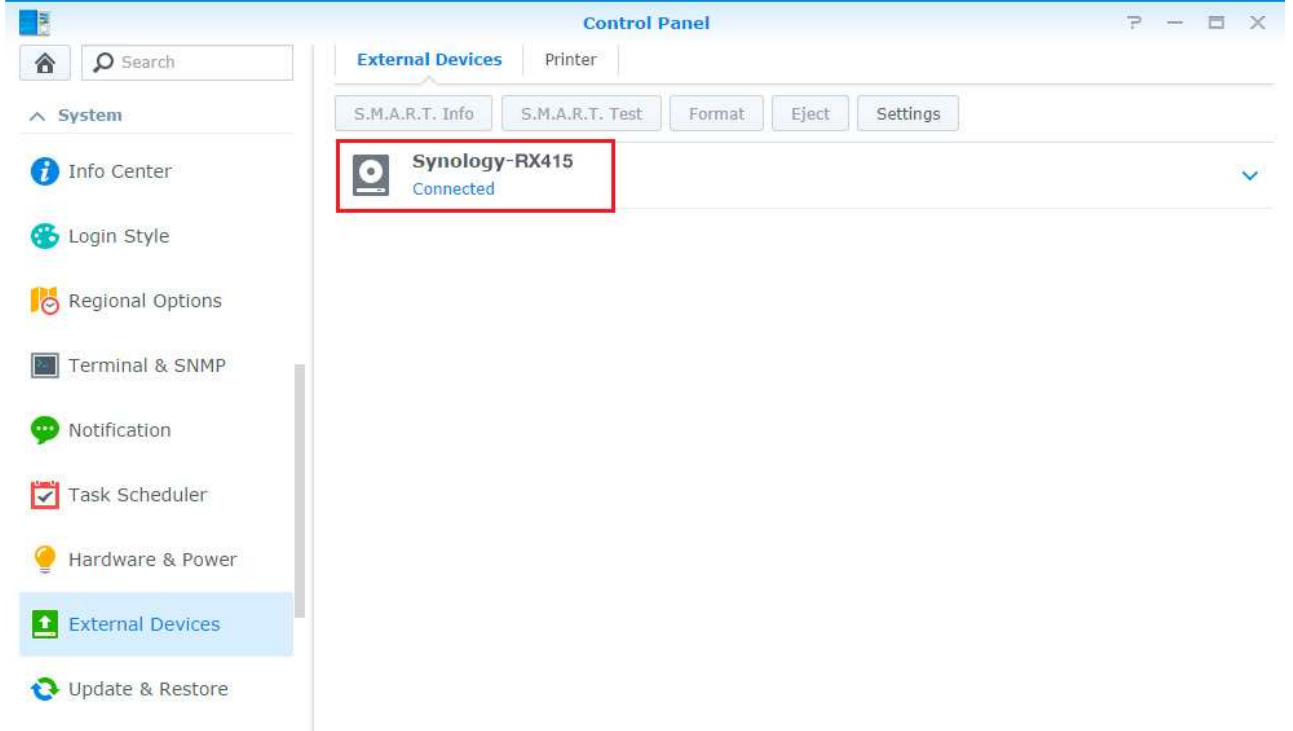 Control Panel
Search
System
Info Center
Login Style
Regional Options
Terminal & SNMP
Notification
Task Scheduler
Hardware & Power
External Devices
Update & Restore
External Devices Printer
S.M.A.R.T. Info S.M.A.R.T. Test Format Eject Settings
Synology-RX415
Connected